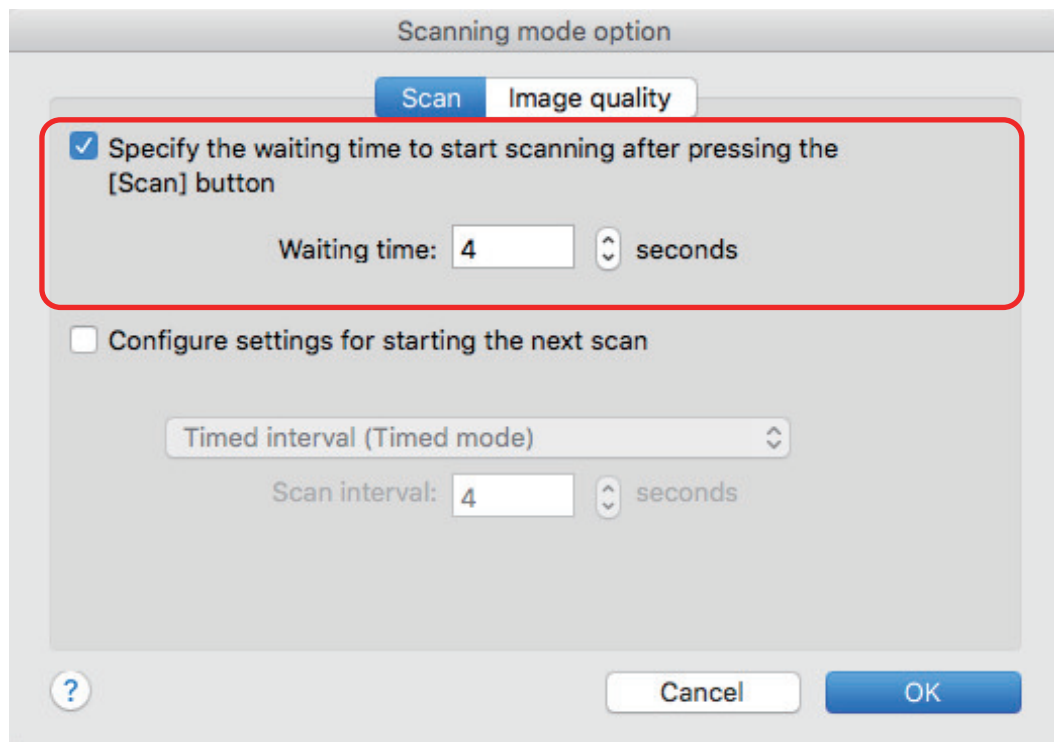 Scanning mode option
Scan Image quality
Specify the waiting time to start scanning after pressing the
[Scan] button
Waiting time: 4 seconds
Configure settings for starting the next scan
Timed interval (Timed mode)
Scan interval: 4 seconds
? Cancel OK